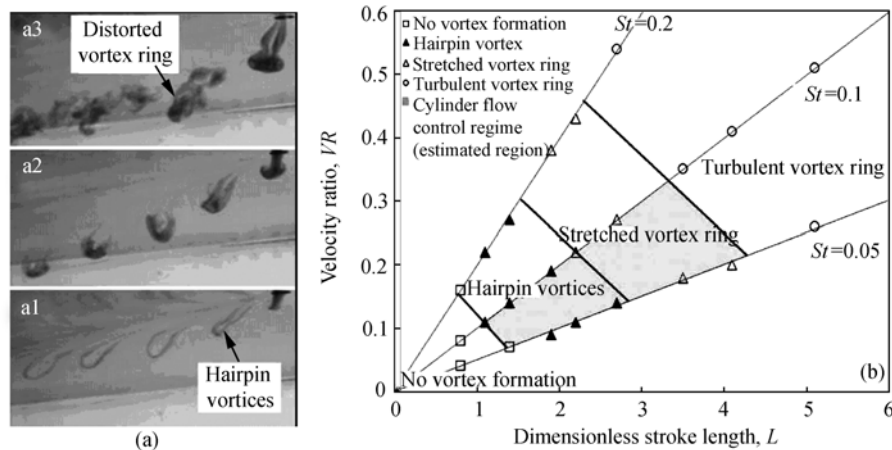 a3
Distorted
vortex ring
a2
a1
Hairpin
vortices
(a)
Velocity ratio, VR
0.6
0.5
0.4
0.3
0.2
0.1
0
No vortex formation
Hairpin vortex
Stretched vortex ring
Turbulent vortex ring
Cylinder flow
control regime
(estimated region)
St=0.2
St=0.1
Turbulent vortex ring
Stretched vortex ring
St=0.05
Hairpin vortices
No vortex formation
(b)
0 1 2 3 4 5 6
Dimensionless stroke length, L